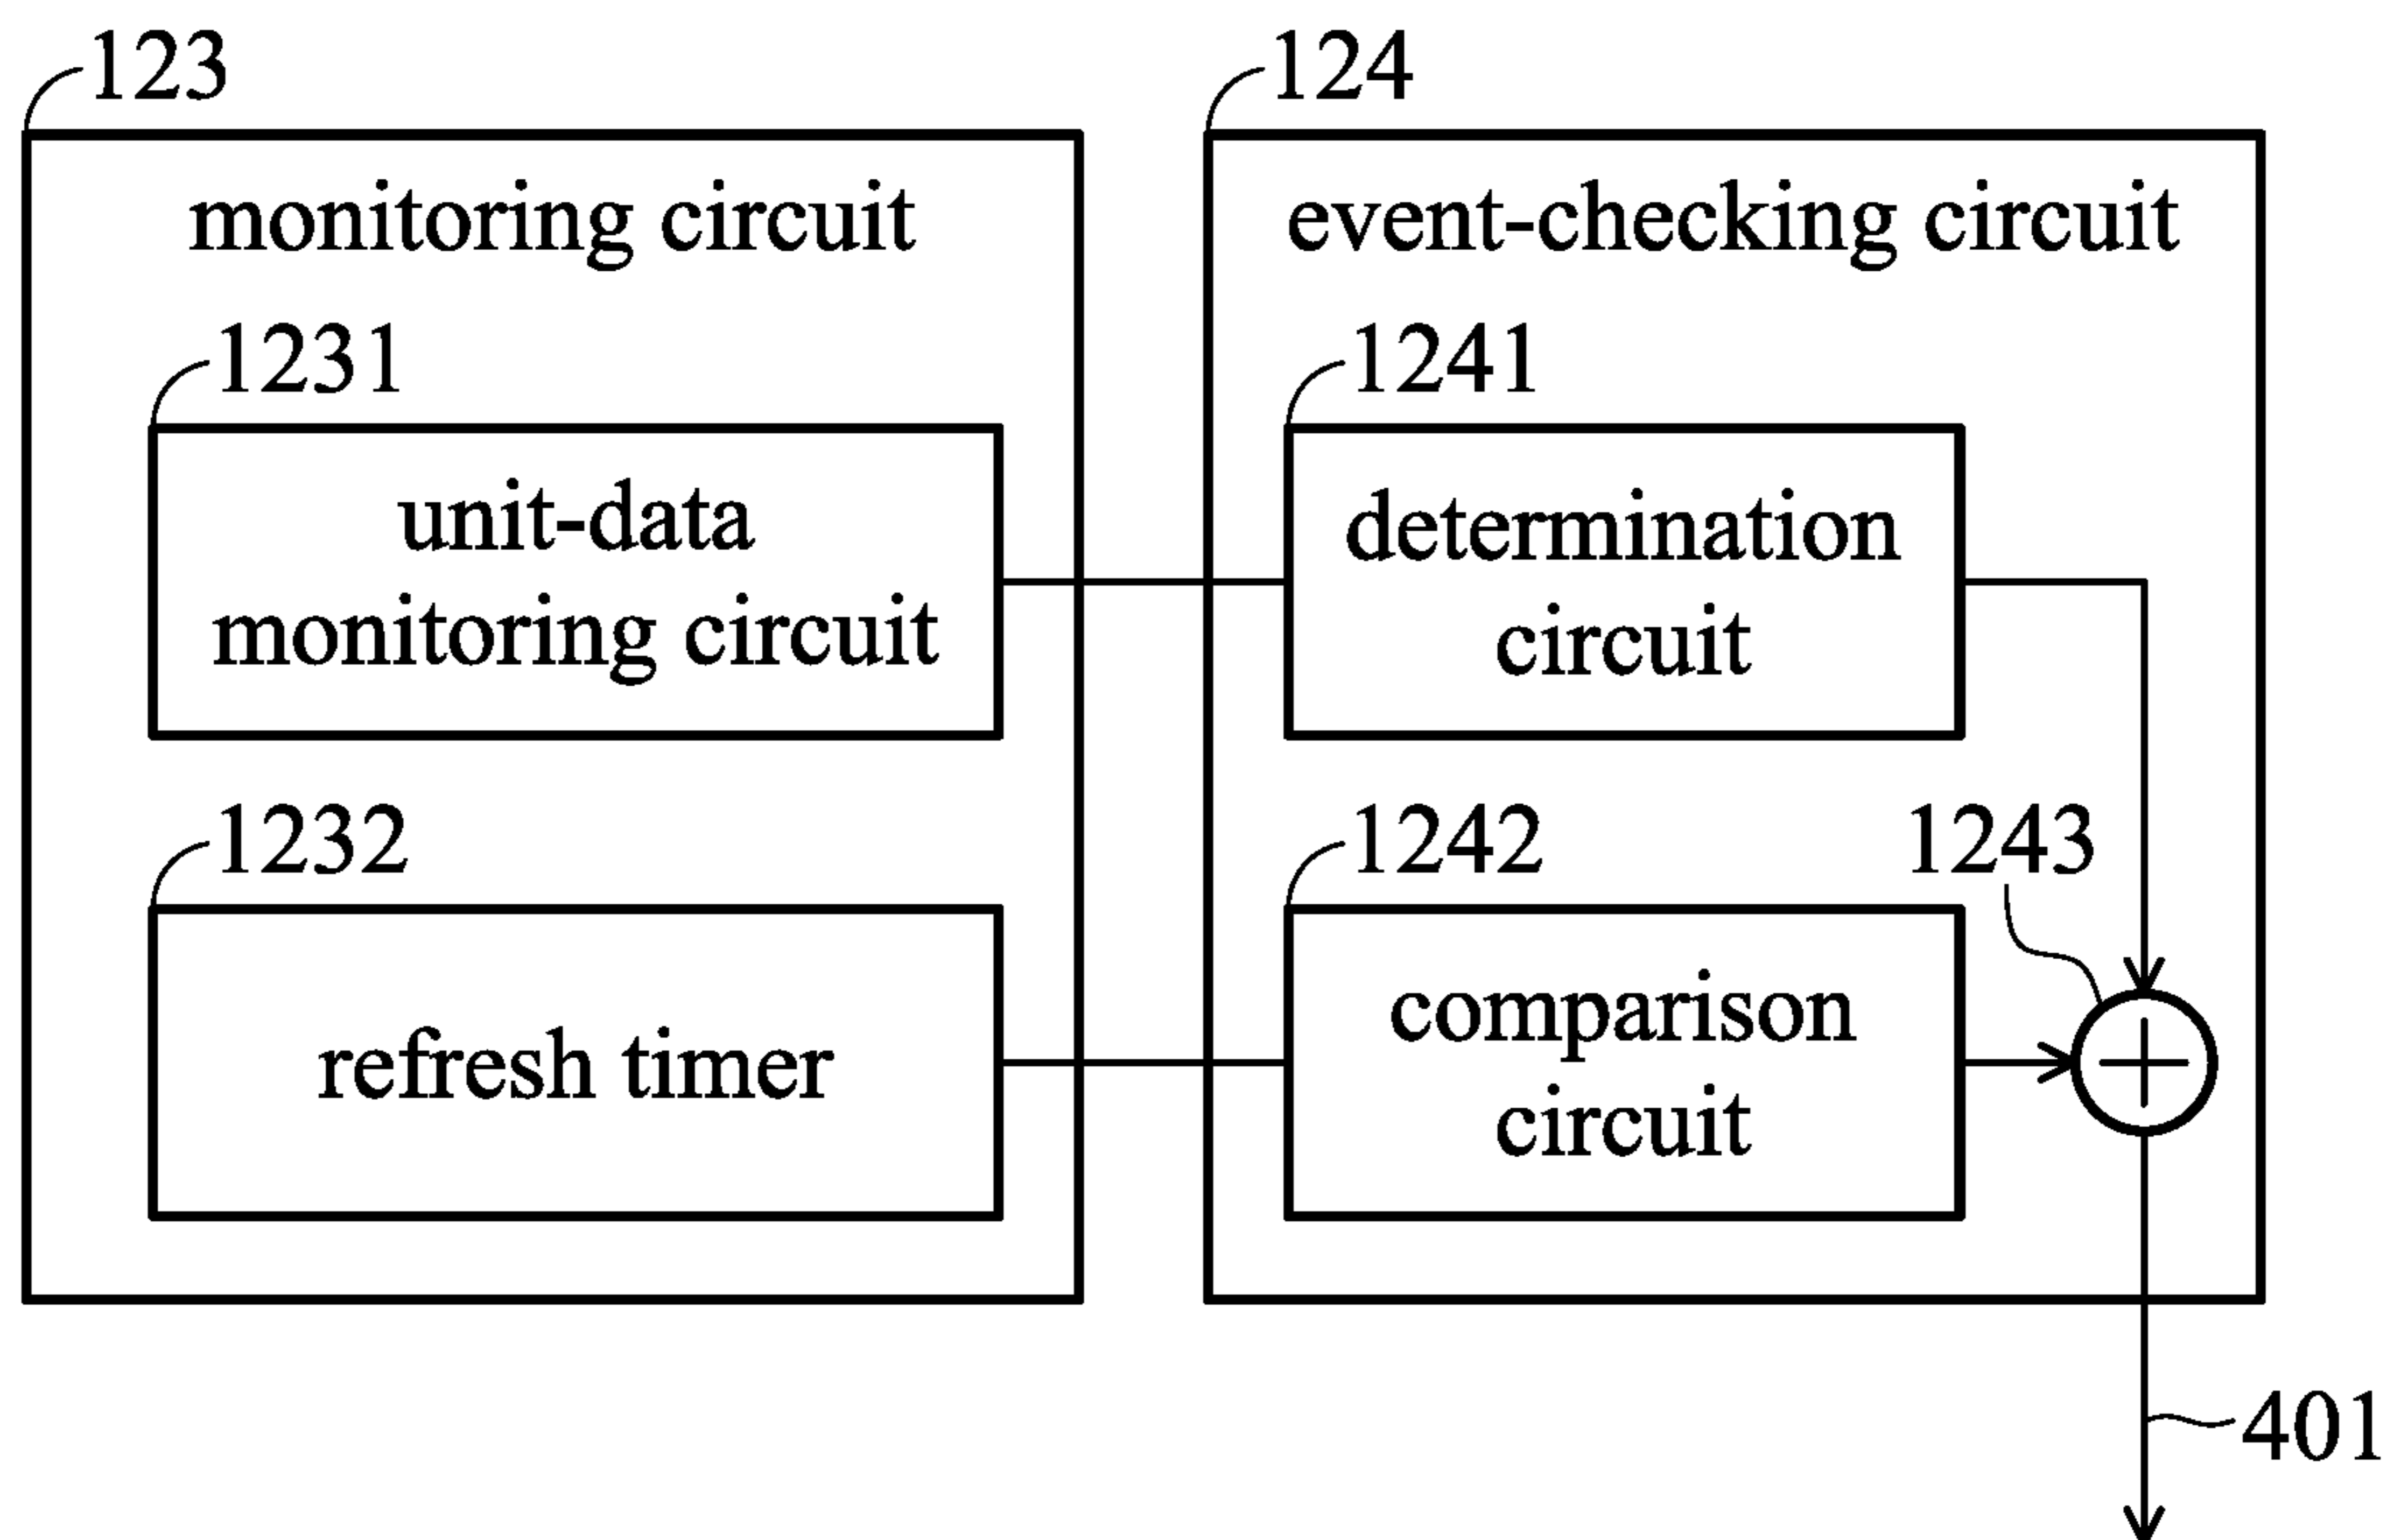 123
124
monitoring circuit
event-checking circuit
1231
1241
unit-data
monitoring circuit
determination
circuit
1232
1242
1243
refresh timer
comparison
circuit
401